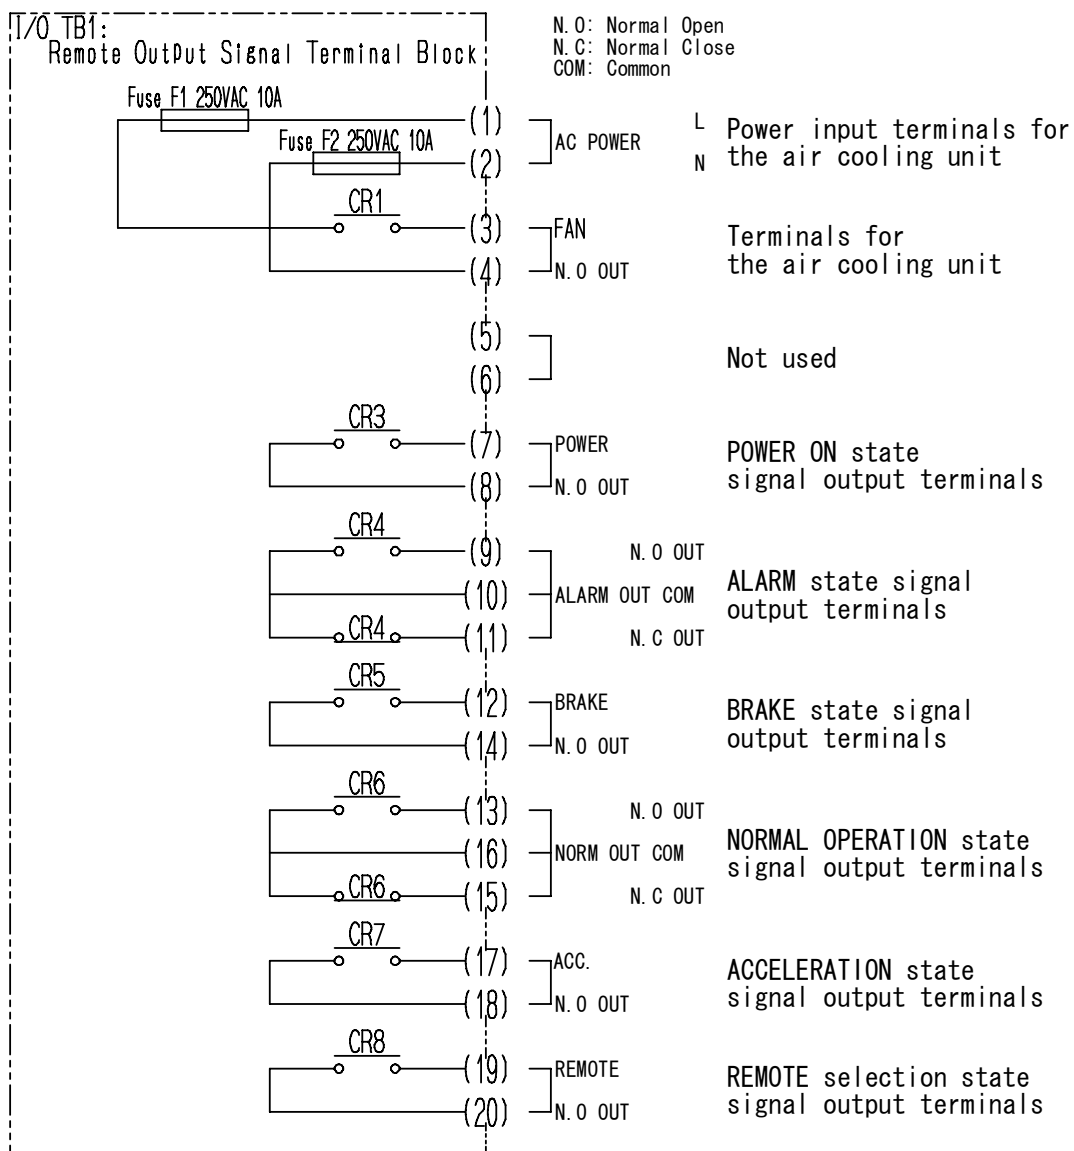 I/O TB1:
Remote Output Signal Terminal Block
N.O: Normal Open
N.C: Normal Close
COM: Common
Fuse F1 250VAC 10A
(1)
AC POWER
L
Power input terminals for
Fuse F2 250VAC 10A
(2)
N
the air cooling unit
CR1
(3)
FAN
Terminals for
(4)
N.O OUT
the air cooling unit
(5)
(6)
Not used
CR3
(7)
POWER
POWER ON state
(8)
N.O OUT
signal output terminals
CR4
(9)
N.O OUT
(10)
ALARM OUT COM
ALARM state signal
output terminals
CR4
(11)
N.C OUT
CR5
(12)
BRAKE
BRAKE state signal
(14)
N.O OUT
output terminals
CR6
(13)
N.O OUT
(16)
NORM OUT COM
NORMAL OPERATION state
signal output terminals
CR6
(15)
N.C OUT
CR7
(17)
ACC.
ACCELERATION state
(18)
N.O OUT
signal output terminals
CR8
(19)
REMOTE
REMOTE selection state
(20)
N.O OUT
signal output terminals